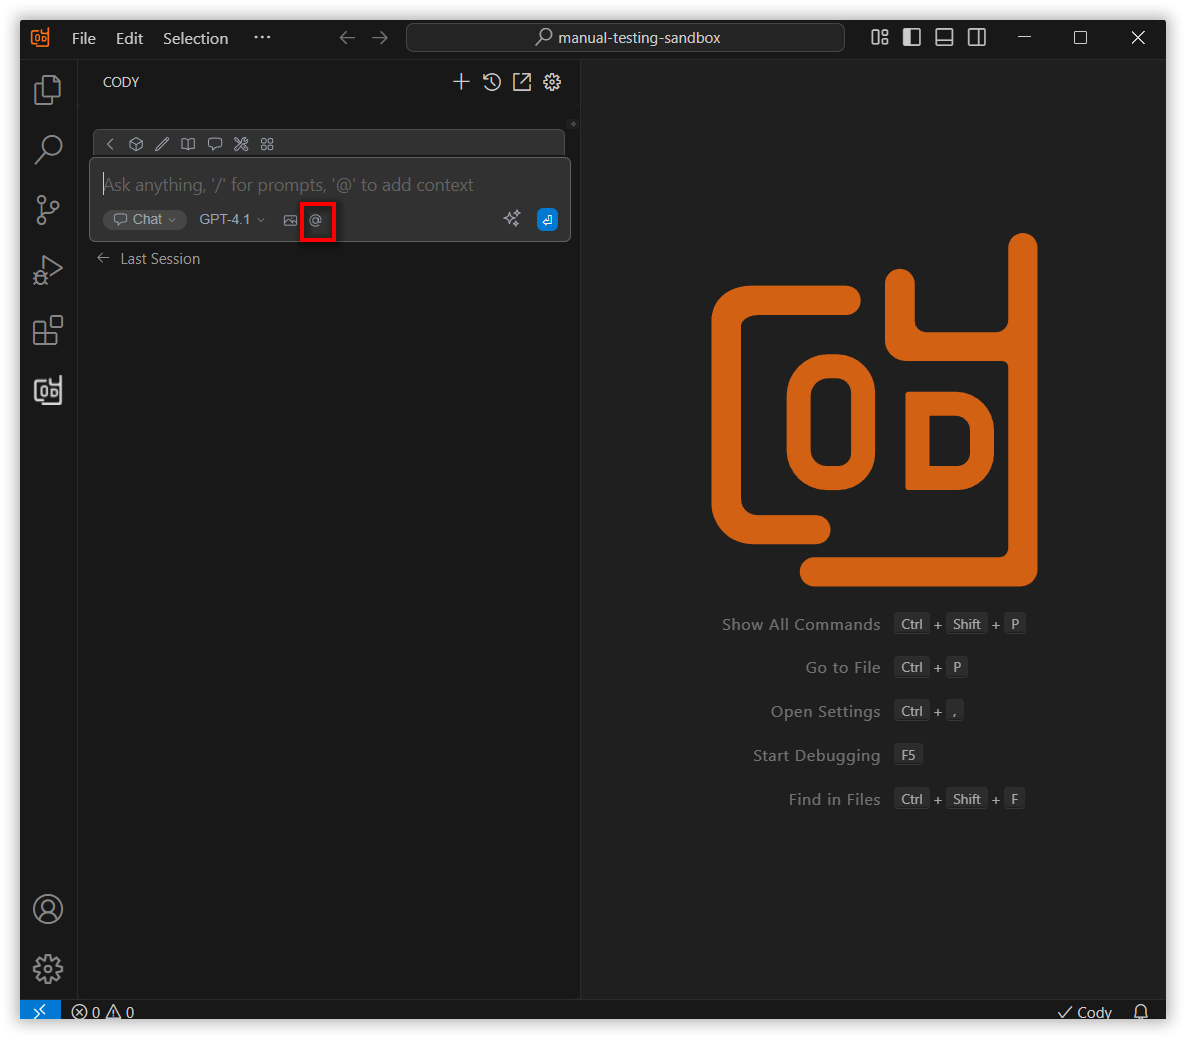 File Edit Selection ... manual-testing-sandbox
CODY
Ask anything, '/' for prompts, '@' to add context
Chat GPT-4.1 @
Last Session
OD
Show All Commands Ctrl + Shift + P
Go to File Ctrl + P
Open Settings Ctrl + ,
Start Debugging F5
Find in Files Ctrl + Shift + F
0 0 Cody